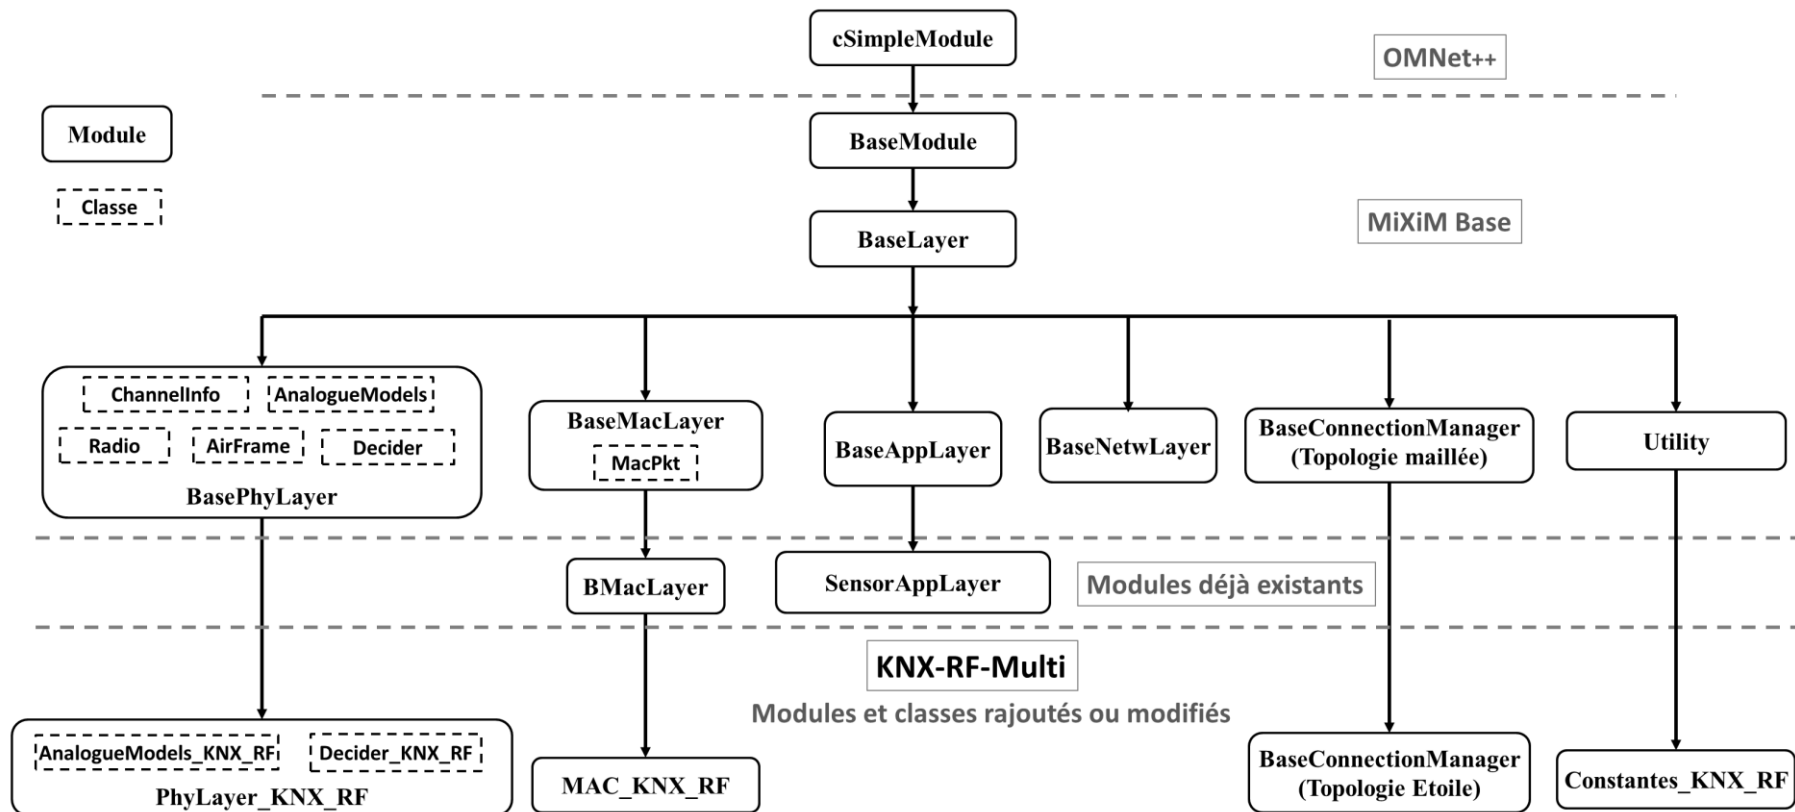 cSimpleModule
OMNet++
Module
BaseModule
Classe
MiXiM Base
BaseLayer
ChannelInfo
AnalogueModels
Radio
AirFrame
Decider
BasePhyLayer
BaseMacLayer
MacPkt
BaseAppLayer
BaseNetwLayer
BaseConnectionManager
(Topologie maillée)
Utility
BMacLayer
SensorAppLayer
Modules déjà existants
KNX-RF-Multi
Modules et classes rajoutés ou modifiés
AnalogueModels_KNX_RF
Decider_KNX_RF
PhyLayer_KNX_RF
MAC_KNX_RF
BaseConnectionManager
(Topologie Etoile)
Constantes_KNX_RF